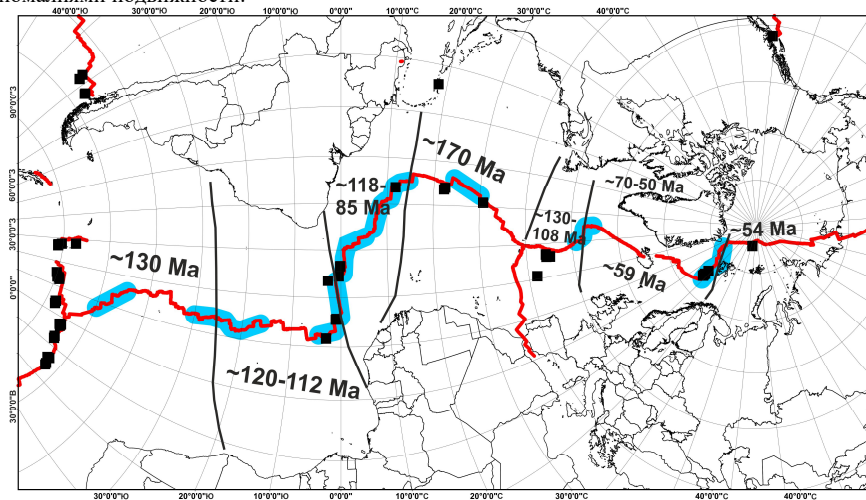 номалиями подвижности.
40°0'0"О 30°0'0"О 20°0'0"О 10°0'0"О 0°0'0" 10°0'0"С 20°0'0"С 30°0'0"С 40°0'0"С
90°0'0"З
60°0'0"З
30°0'0"З
0°0'0"
30°0'0"В
~170 Ma
~118-
85 Ma
~70-50 Ma
~130-
108 Ma
~54 Ma
~130 Ma
~59 Ma
~120-112 Ma
30°0'0"О 20°0'0"О 10°0'0"О 0°0'0" 10°0'0"С 20°0'0"С 30°0'0"С 40°0'0"С